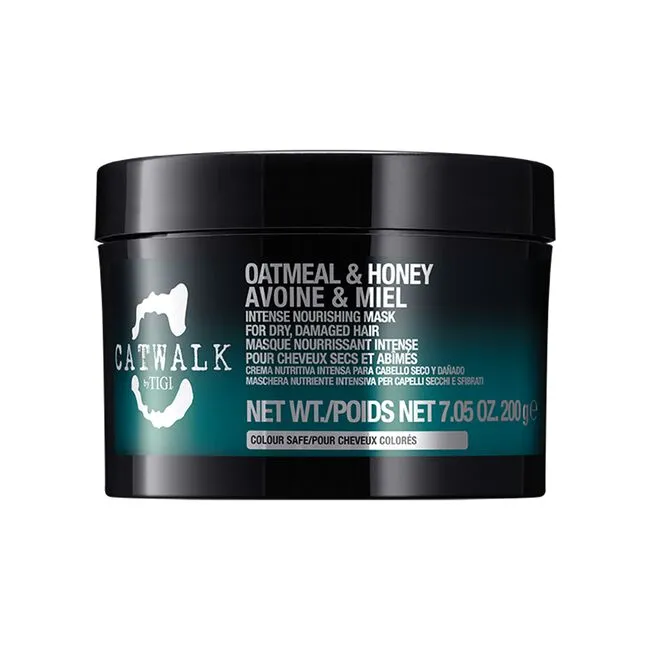 CATWALK
by TIGI
OATMEAL & HONEY
AVOINE & MIEL
INTENSE NOURISHING MASK
FOR DRY, DAMAGED HAIR
MASQUE NOURRISSANT INTENSE
POUR CHEVEUX SECS ET ABÎMÉS
CREMA NUTRITIVA INTENSA PARA CABELLO SECO Y DAÑADO
MASCHERA NUTRIENTE INTENSIVA PER CAPELLI SECCHI E SFIBRATI
NET WT./POIDS NET 7.05 OZ. 200g℮
COLOUR SAFE/POUR CHEVEUX COLORÉS